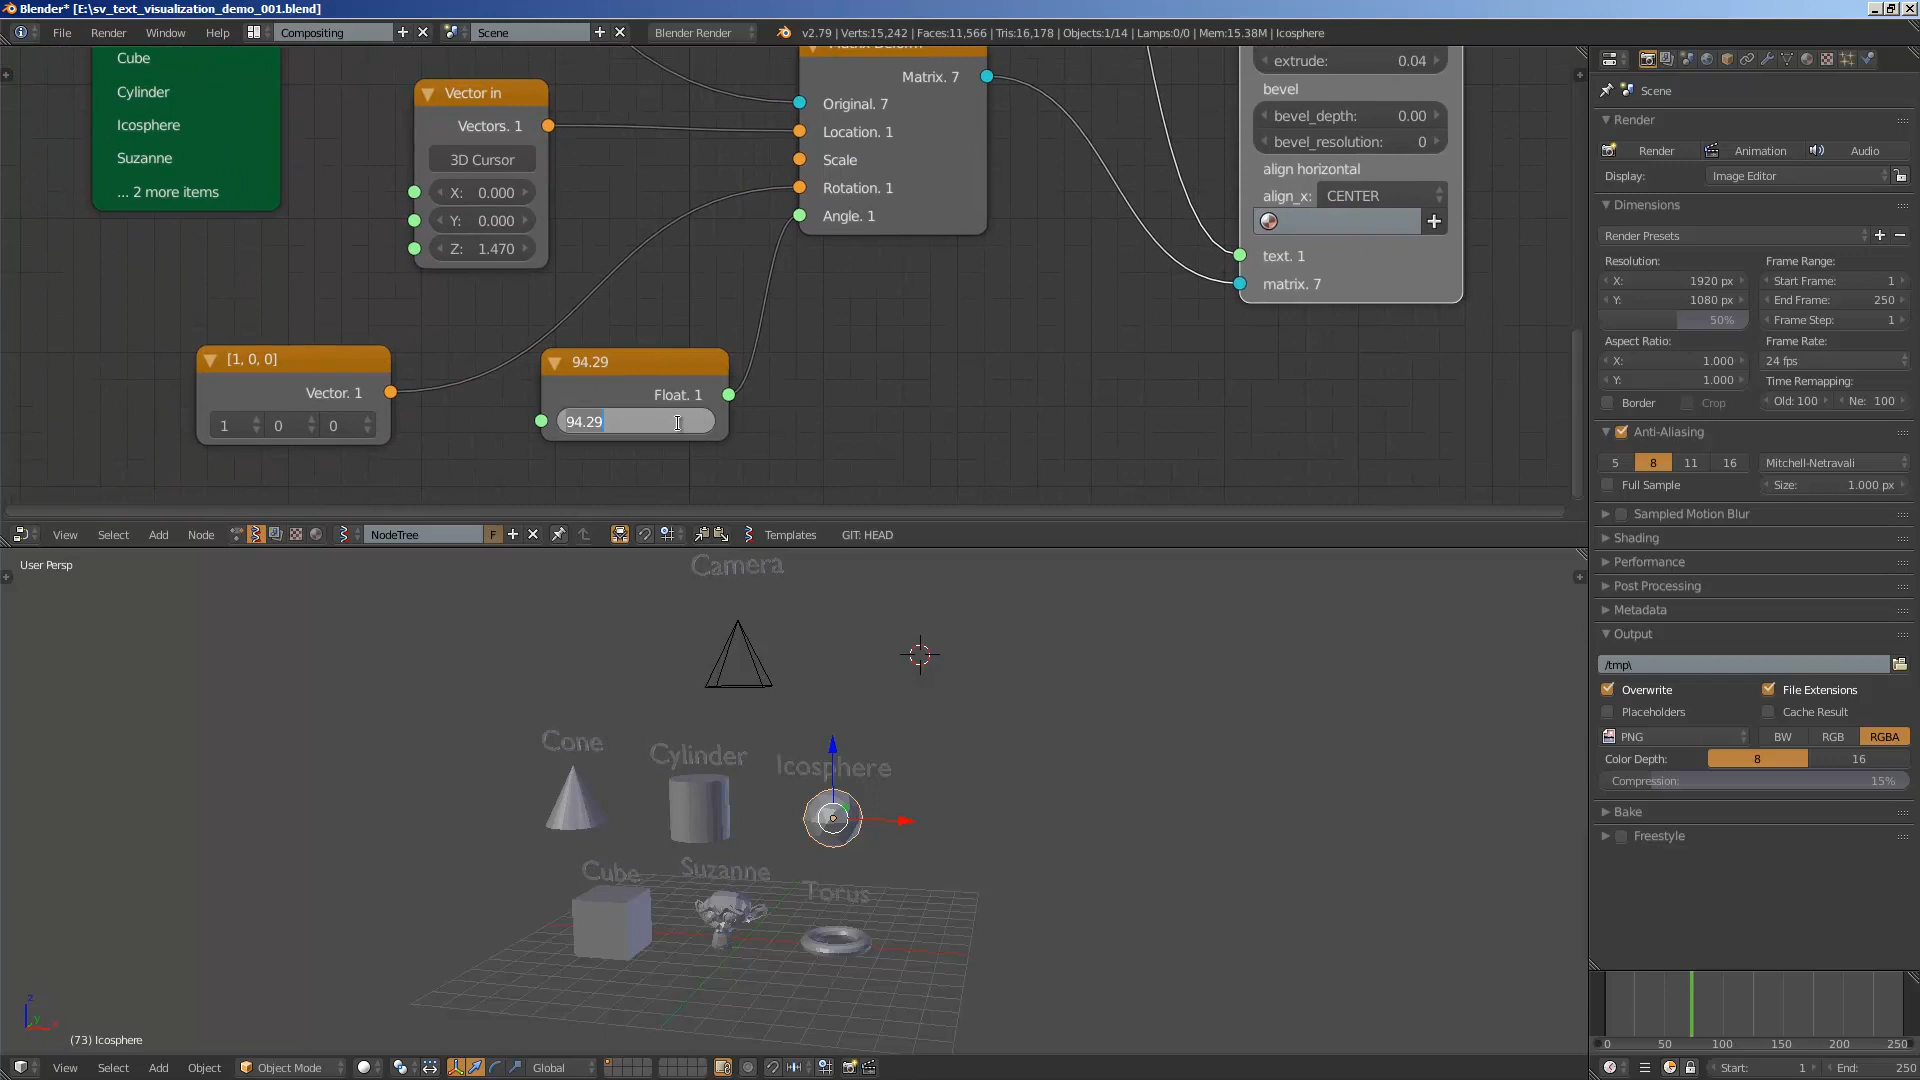 Blender* [E:\sv_text_visualization_demo_001.blend]
File Render Window Help Compositing Scene Blender Render v2.79 | Verts:15,242 | Faces:11,566 | Tris:16,178 | Objects:1/14 | Lamps:0/0 | Mem:15.38M | Icosphere
Cube
Cylinder
Icosphere
Suzanne
... 2 more items
Vector in
Vectors. 1
3D Cursor
X: 0.000
Y: 0.000
Z: 1.470
Matrix Deform
Matrix. 7
Original. 7
Location. 1
Scale
Rotation. 1
Angle. 1
extrude: 0.04
bevel
bevel_depth: 0.00
bevel_resolution: 0
align horizontal
align_x: CENTER
text. 1
matrix. 7
[1, 0, 0]
Vector. 1
1 0 0
94.29
Float. 1
94.29
View Select Add Node NodeTree F Templates GIT: HEAD
User Persp
Camera
Cone
Cylinder
Icosphere
Cube
Suzanne
Torus
z
y
x
(73) Icosphere
View Select Add Object Object Mode Global
Scene
Render
Render Animation Audio
Display: Image Editor
Dimensions
Render Presets
Resolution: Frame Range:
X: 1920 px Start Frame: 1
Y: 1080 px End Frame: 250
50% Frame Step: 1
Aspect Ratio: Frame Rate:
X: 1.000 24 fps
Y: 1.000 Time Remapping:
Border Crop Old: 100 Ne: 100
Anti-Aliasing
5 8 11 16 Mitchell-Netravali
Full Sample Size: 1.000 px
Sampled Motion Blur
Shading
Performance
Post Processing
Metadata
Output
/tmp\
Overwrite File Extensions
Placeholders Cache Result
PNG BW RGB RGBA
Color Depth: 8 16
Compression: 15%
Bake
Freestyle
0 50 100 150 200 250
Start: 1 End: 250